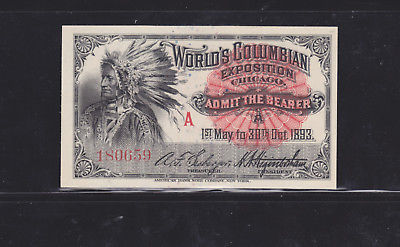 WORLD'S COLUMBIAN
EXPOSITION
CHICAGO.
ADMIT THE BEARER
A
A
1ST May to 30TH Oct. 1893.
180659
TREASURER.
PRESIDENT
AMERICAN BANK NOTE COMPANY, NEW YORK.